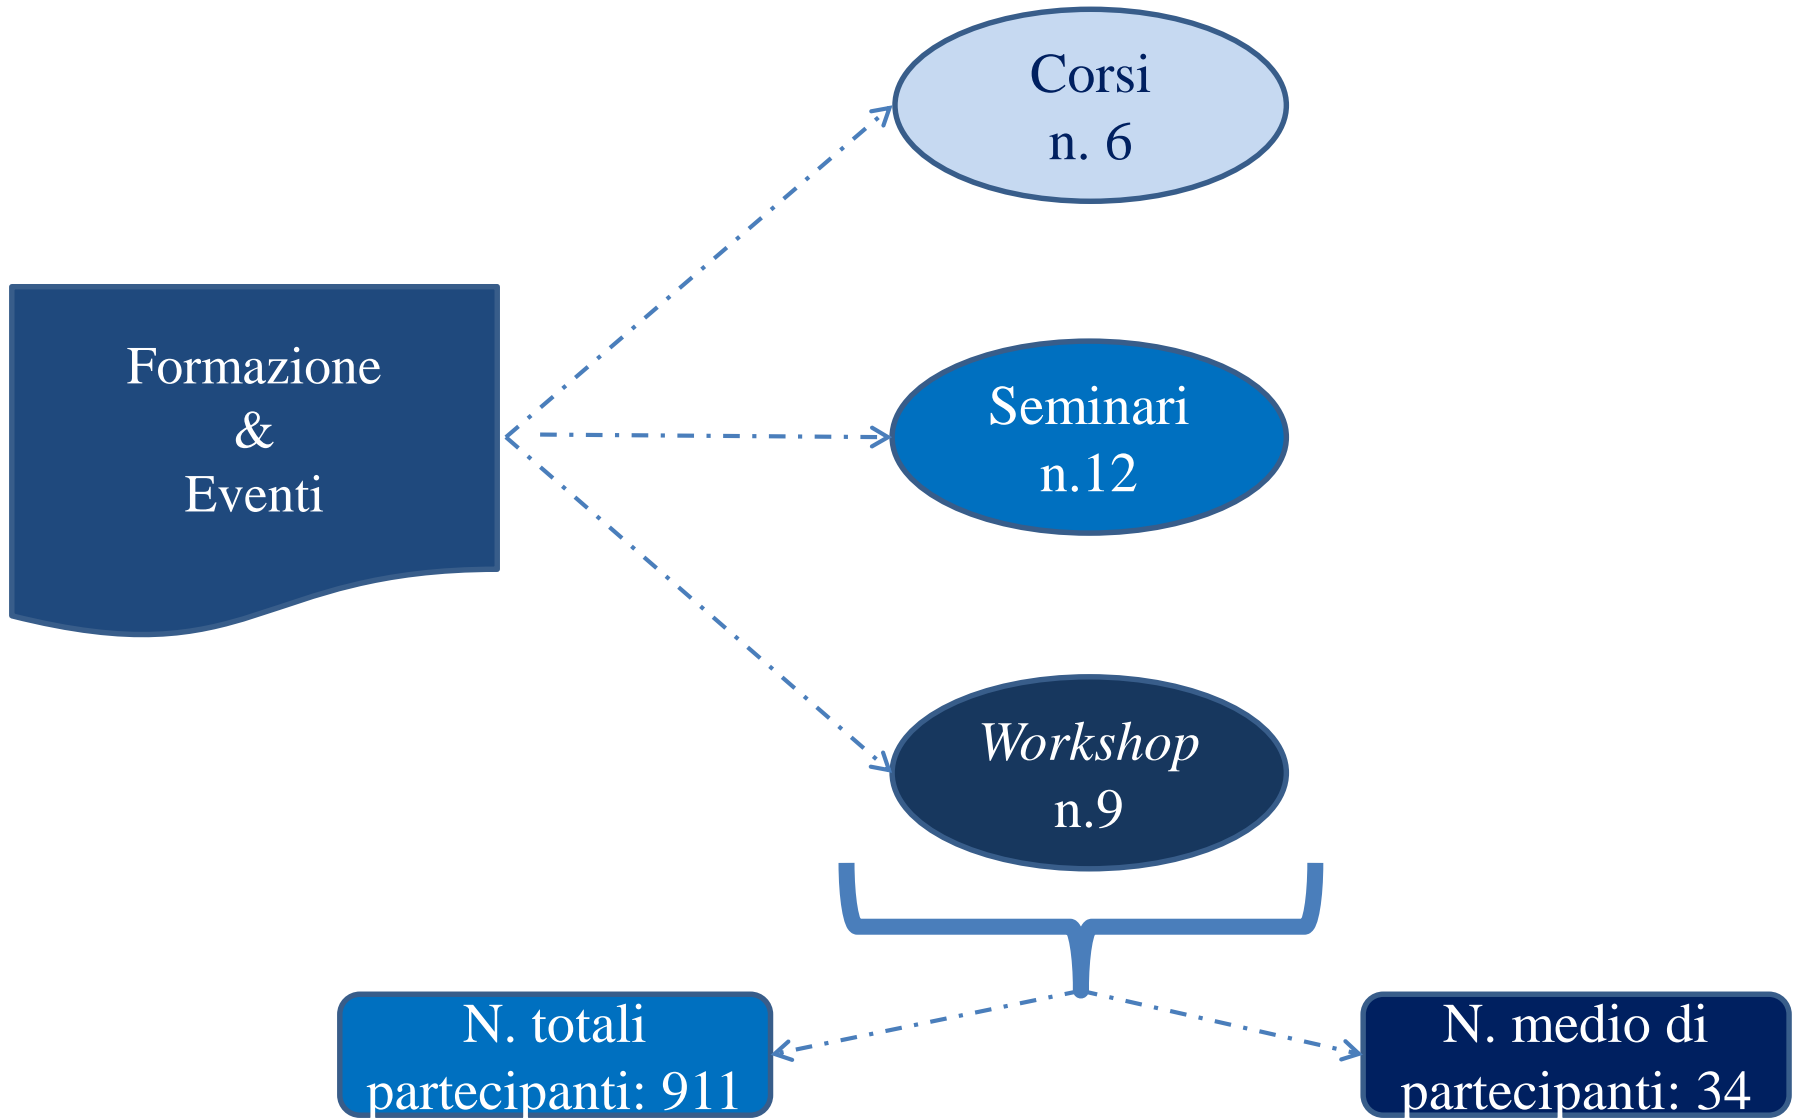 Formazione
&
Eventi
Corsi
n. 6
Seminari
n.12
Workshop
n.9
N. totali
partecipanti: 911
N. medio di
partecipanti: 34